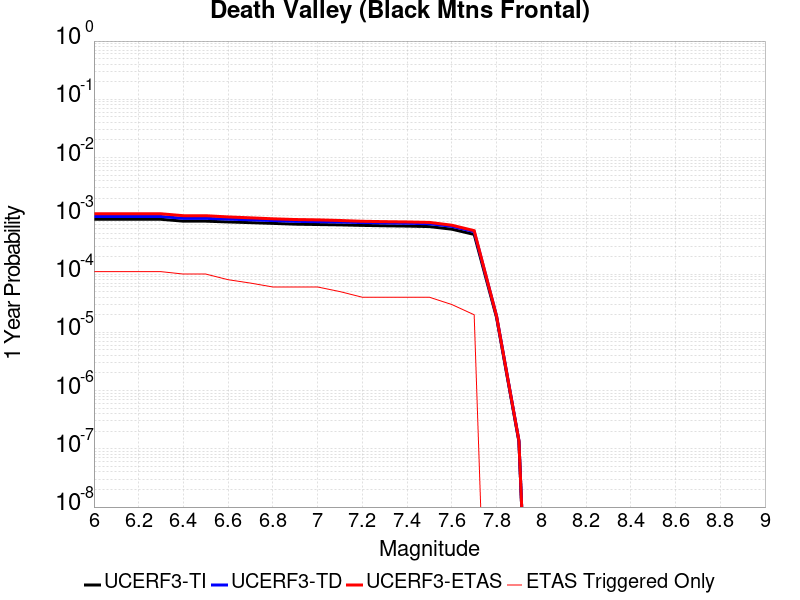 Death Valley (Black Mtns Frontal)
10^0
10^-1
10^-2
10^-3
10^-4
10^-5
10^-6
10^-7
10^-8
1 Year Probability
6 6.2 6.4 6.6 6.8 7 7.2 7.4 7.6 7.8 8 8.2 8.4 8.6 8.8 9
Magnitude
UCERF3-TI UCERF3-TD UCERF3-ETAS ETAS Triggered Only